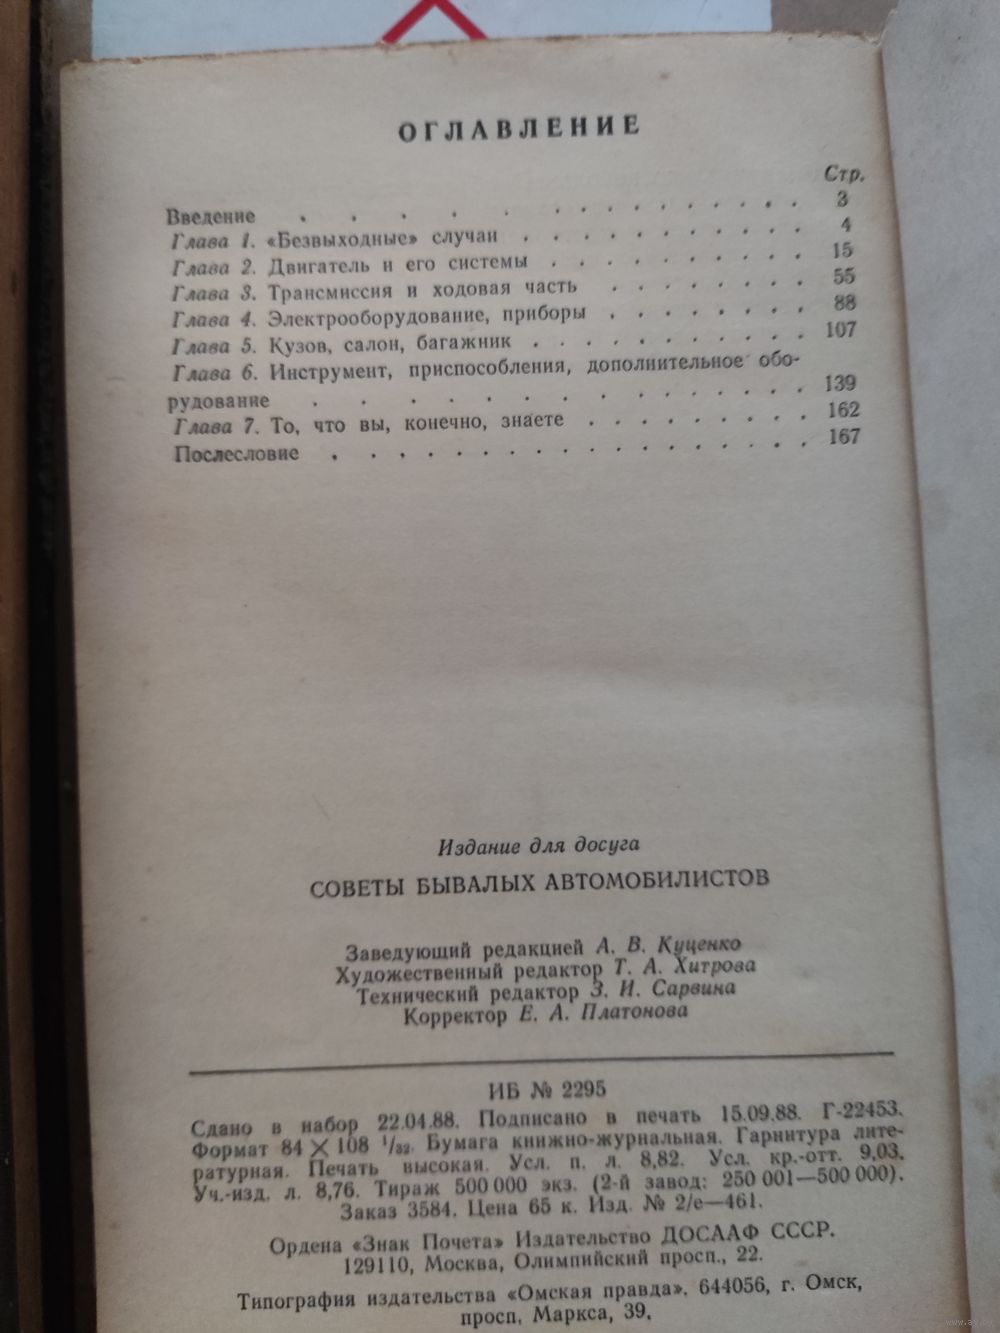 ОГЛАВЛЕНИЕ
Стр.
Введение . . . . . . . . . . . . . . . 3
Глава 1. «Безвыходные» случаи . . . . . . . . . . 4
Глава 2. Двигатель и его системы . . . . . . . . . 15
Глава 3. Трансмиссия и ходовая часть . . . . . . . 55
Глава 4. Электрооборудование, приборы . . . . . . . 88
Глава 5. Кузов, салон, багажник . . . . . . . . . . 107
Глава 6. Инструмент, приспособления, дополнительное обо-
рудование . . . . . . . . . . . . . . 139
Глава 7. То, что вы, конечно, знаете . . . . . . . . 162
Послесловие . . . . . . . . . . . . . . . 167
Издание для досуга
СОВЕТЫ БЫВАЛЫХ АВТОМОБИЛИСТОВ
Заведующий редакцией А. В. Куценко
Художественный редактор Т. А. Хитрова
Технический редактор З. И. Сарвина
Корректор Е. А. Платонова
ИБ № 2295
Сдано в набор 22.04.88. Подписано в печать 15.09.88. Г-22453.
Формат 84 × 108 1/32. Бумага книжно-журнальная. Гарнитура лите-
ратурная. Печать высокая. Усл. п. л. 8,82. Усл. кр.-отт. 9,03.
Уч.-изд. л. 8,76. Тираж 500 000 экз. (2-й завод: 250 001—500 000).
Заказ 3584. Цена 65 к. Изд. № 2/е—461.
Ордена «Знак Почета» Издательство ДОСААФ СССР.
129110, Москва, Олимпийский просп., 22.
Типография издательства «Омская правда». 644056, г. Омск,
просп. Маркса, 39.